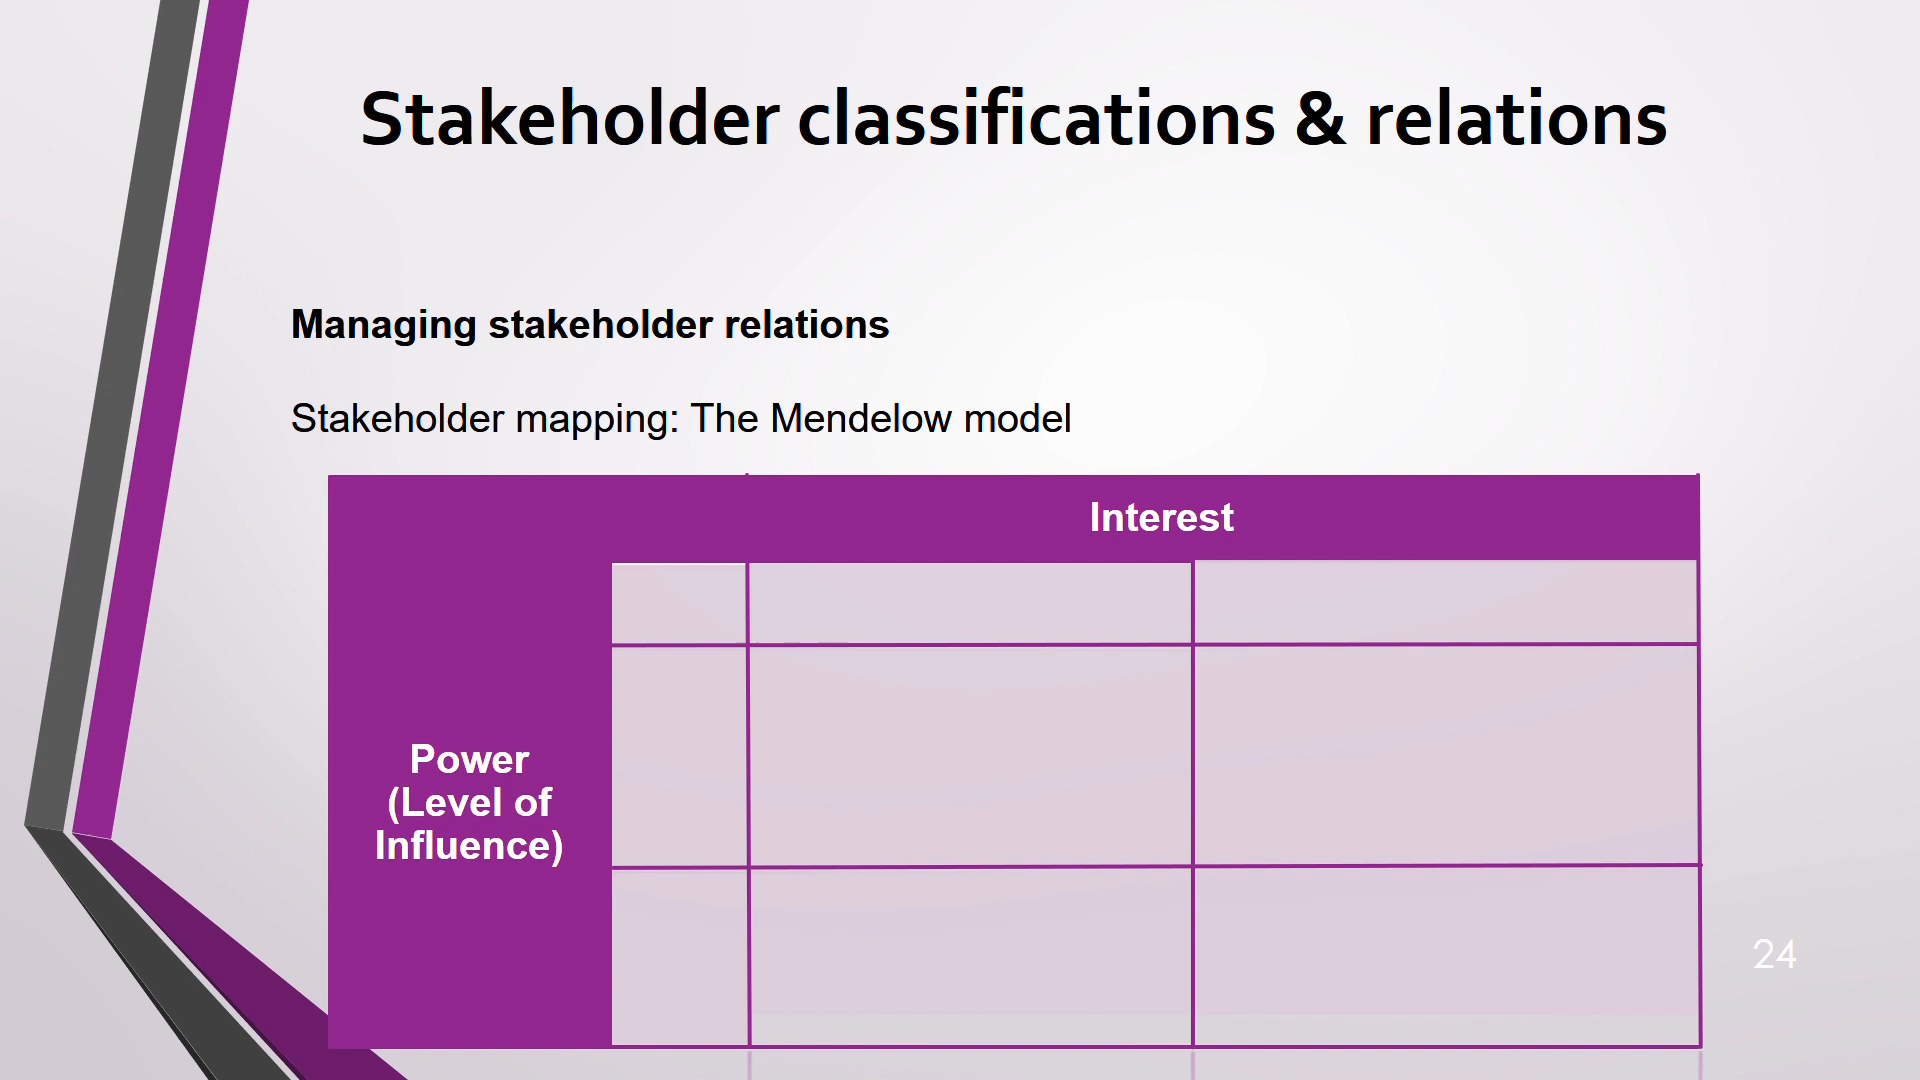 Stakeholder classifications & relations
Managing stakeholder relations
Stakeholder mapping: The Mendelow model
Interest
Power
(Level of
Influence)
24